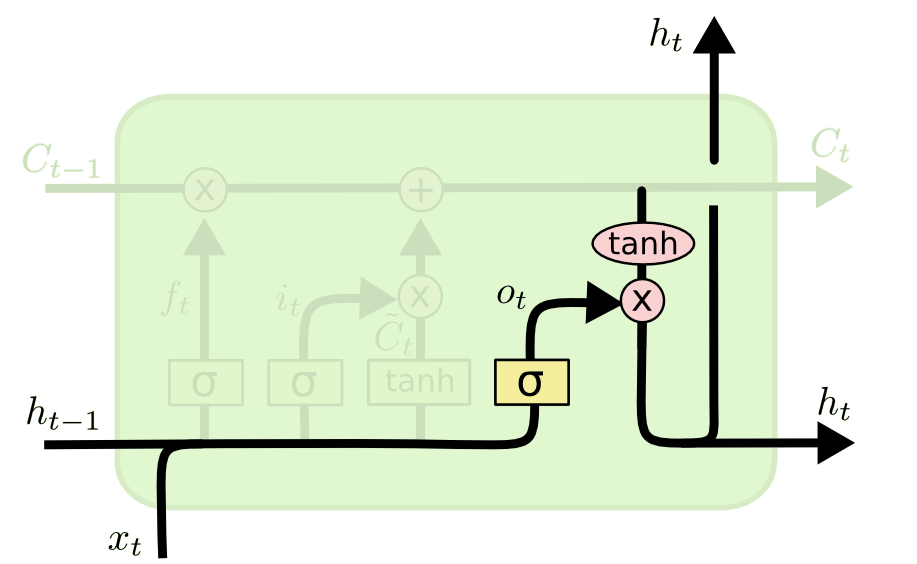 h_t
C_{t-1}
C_t
x
+
tanh
f_t
i_t
x
o_t
x
C̃_t
σ
σ
tanh
σ
h_{t-1}
h_t
x_t